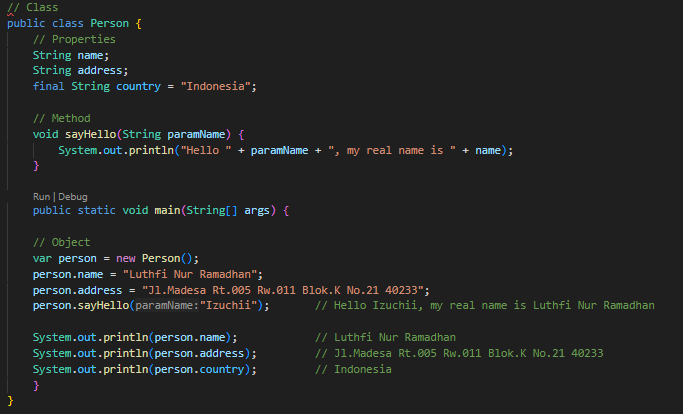 // Class
public class Person {
    // Properties
    String name;
    String address;
    final String country = "Indonesia";

    // Method
    void sayHello(String paramName) {
        System.out.println("Hello " + paramName + ", my real name is " + name);
    }

    Run | Debug
    public static void main(String[] args) {

    // Object
    var person = new Person();
    person.name = "Luthfi Nur Ramadhan";
    person.address = "Jl.Madesa Rt.005 Rw.011 Blok.K No.21 40233";
    person.sayHello(paramName:"Izuchii");       // Hello Izuchii, my real name is Luthfi Nur Ramadhan

    System.out.println(person.name);            // Luthfi Nur Ramadhan
    System.out.println(person.address);         // Jl.Madesa Rt.005 Rw.011 Blok.K No.21 40233
    System.out.println(person.country);         // Indonesia
    }
}